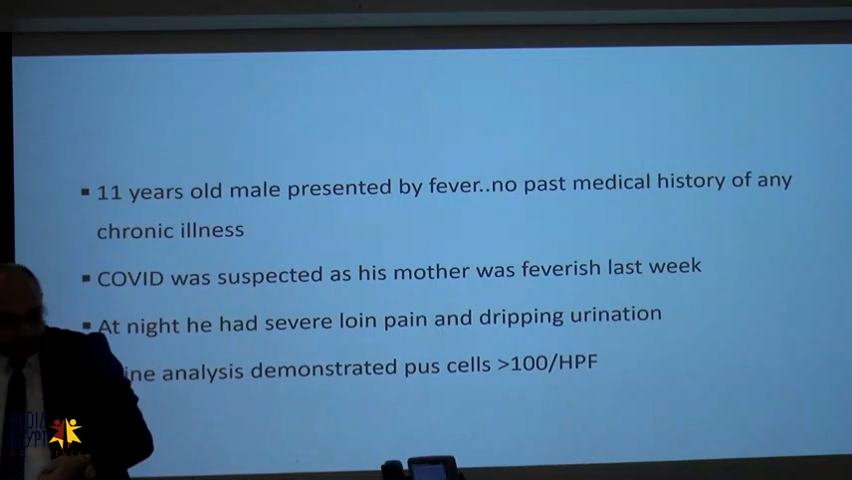 ▪ 11 years old male presented by fever..no past medical history of any
chronic illness
▪ COVID was suspected as his mother was feverish last week
▪ At night he had severe loin pain and dripping urination
ine analysis demonstrated pus cells >100/HPF